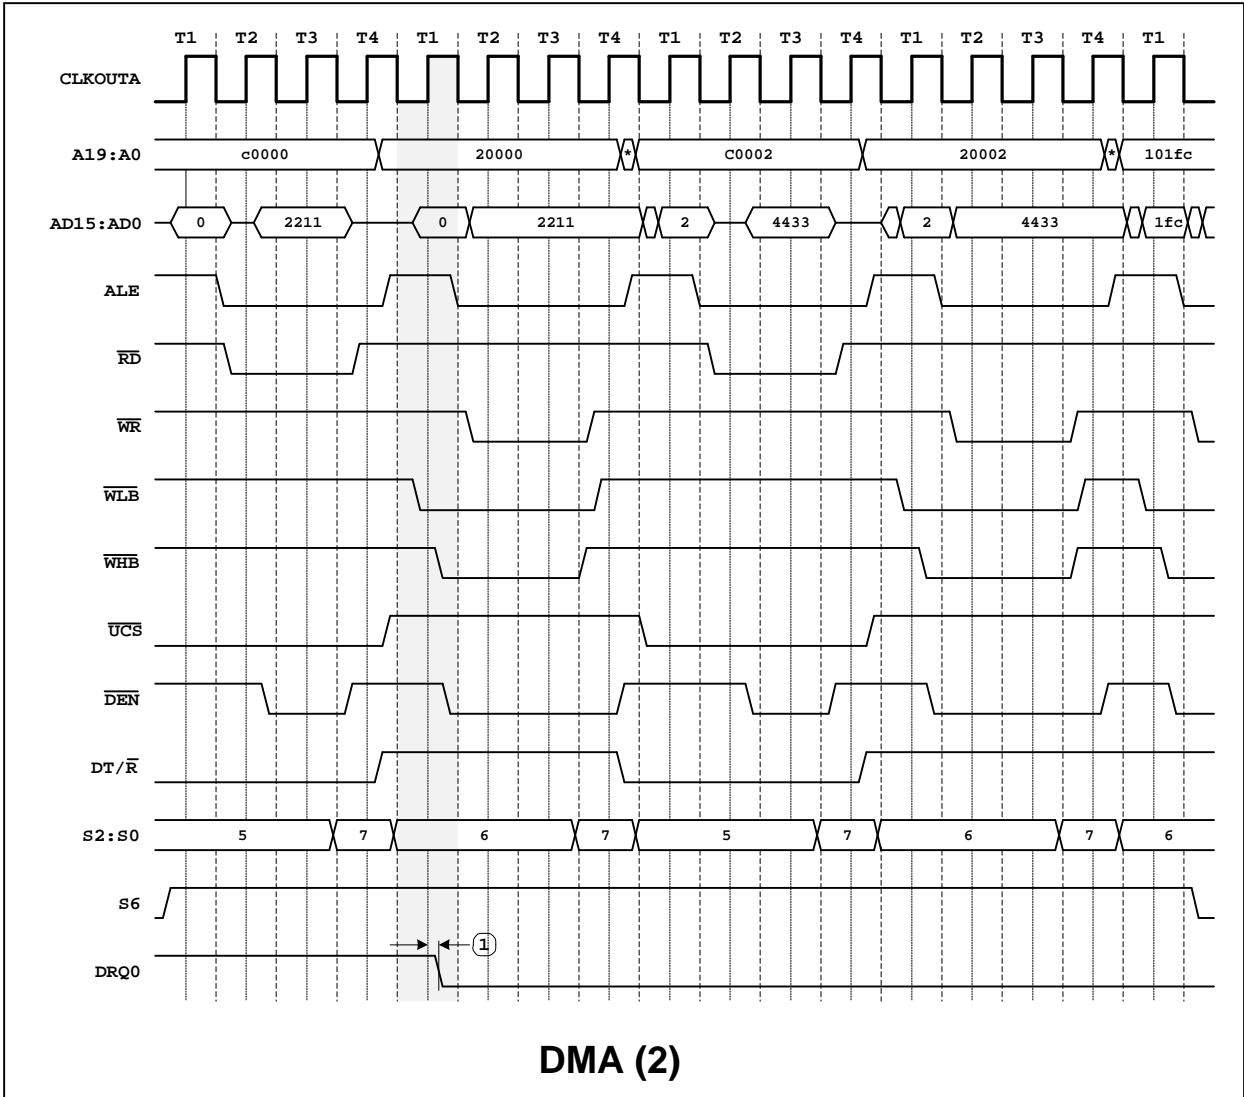 T1 T2 T3 T4 T1 T2 T3 T4 T1 T2 T3 T4 T1 T2 T3 T4 T1
CLKOUTA
A19:A0 c0000 20000 * C0002 20002 * 101fc
AD15:AD0 0 2211 0 2211 2 4433 2 4433 1fc
ALE
RD
WR
WLB
WHB
UCS
DEN
DT/R
S2:S0 5 7 6 7 5 7 6 7 6
S6
1
DRQ0
DMA (2)